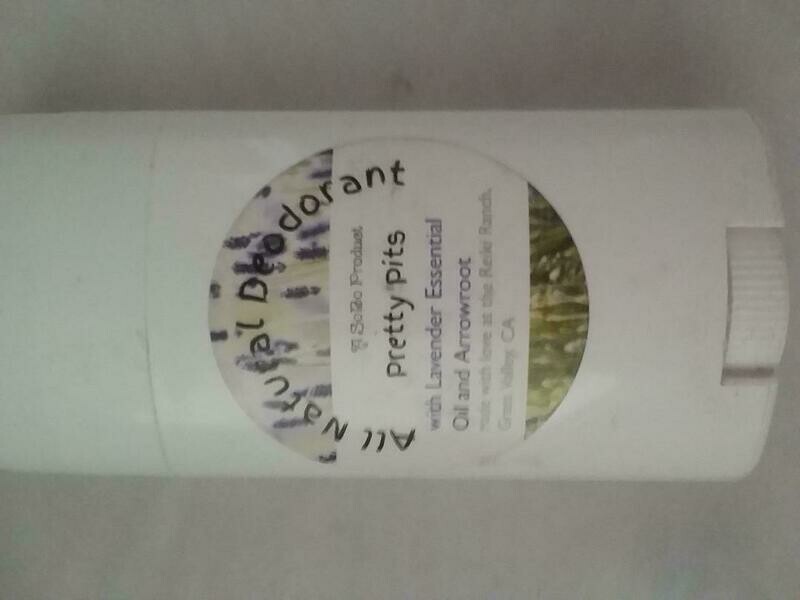 All Natural Deodorant
A SoRo Product
Pretty Pits
with Lavender Essential
Oil and Arrowroot
made with love at the Reiki Ranch,
Grass Valley, CA